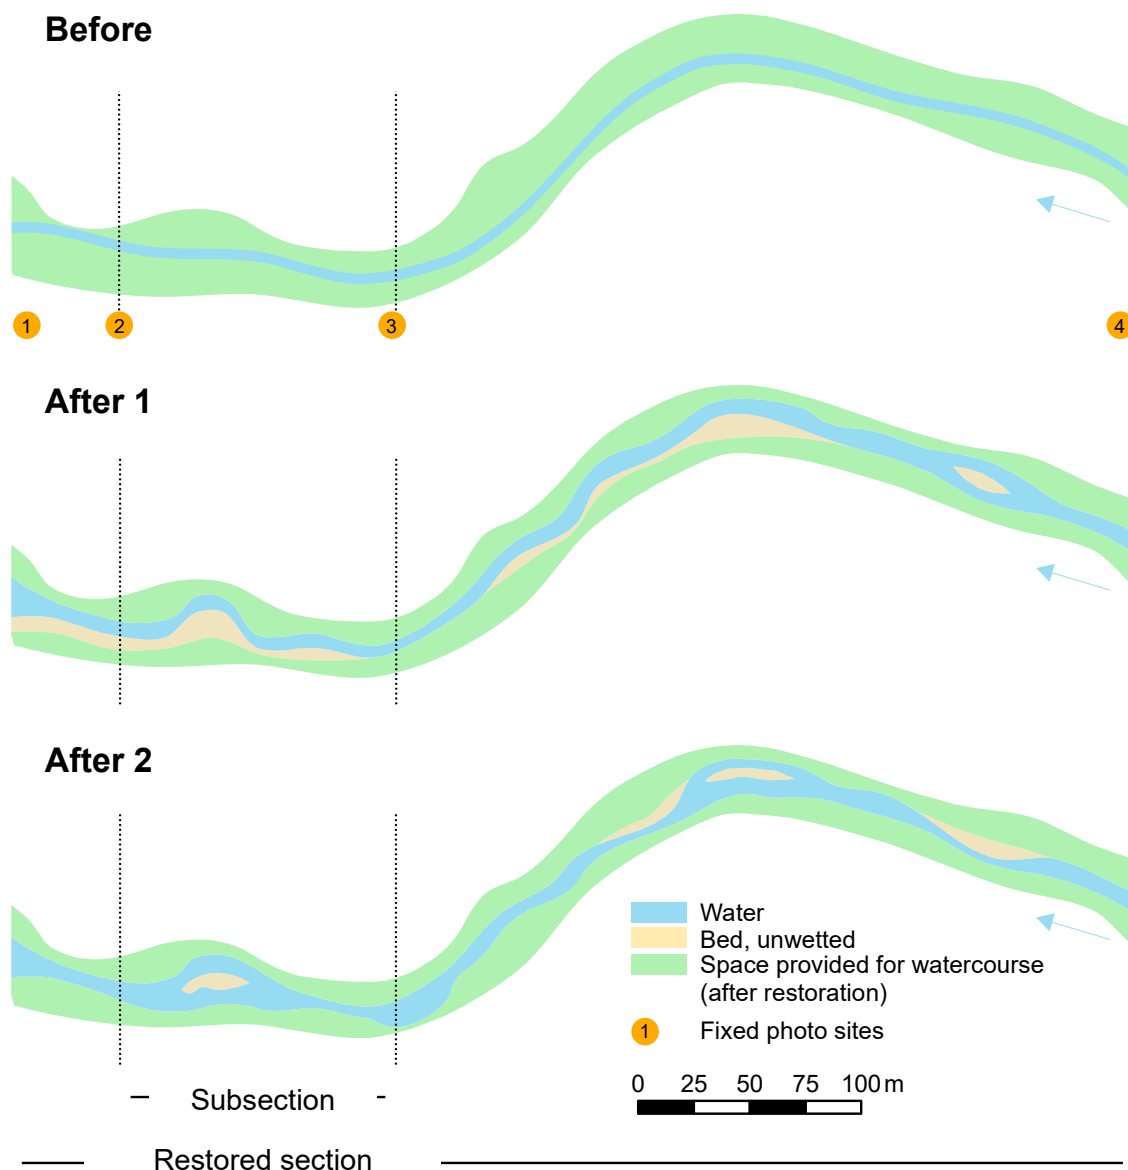 Before
1
2
3
4
After 1
After 2
Water
Bed, unwetted
Space provided for watercourse
(after restoration)
1 Fixed photo sites
0 25 50 75 100 m
Subsection
Restored section